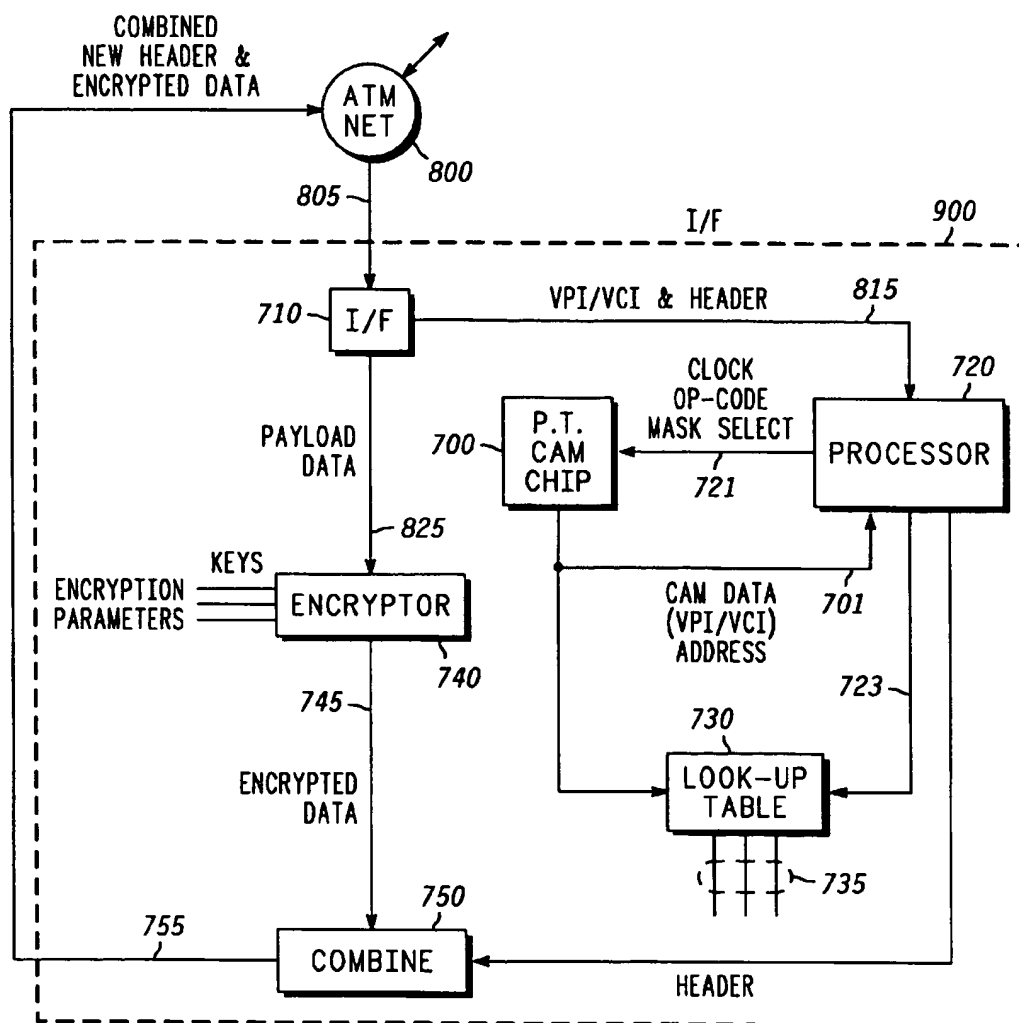 COMBINED
NEW HEADER &
ENCRYPTED DATA
ATM
NET
800
805
I/F
900
710
I/F
VPI/VCI & HEADER
815
CLOCK
OP-CODE
MASK SELECT
720
P.T.
CAM
CHIP
700
721
PROCESSOR
PAYLOAD
DATA
825
KEYS
ENCRYPTION
PARAMETERS
ENCRYPTOR
740
CAM DATA
(VPI/VCI)
ADDRESS
701
745
723
730
LOOK-UP
TABLE
ENCRYPTED
DATA
735
750
755
COMBINE
HEADER